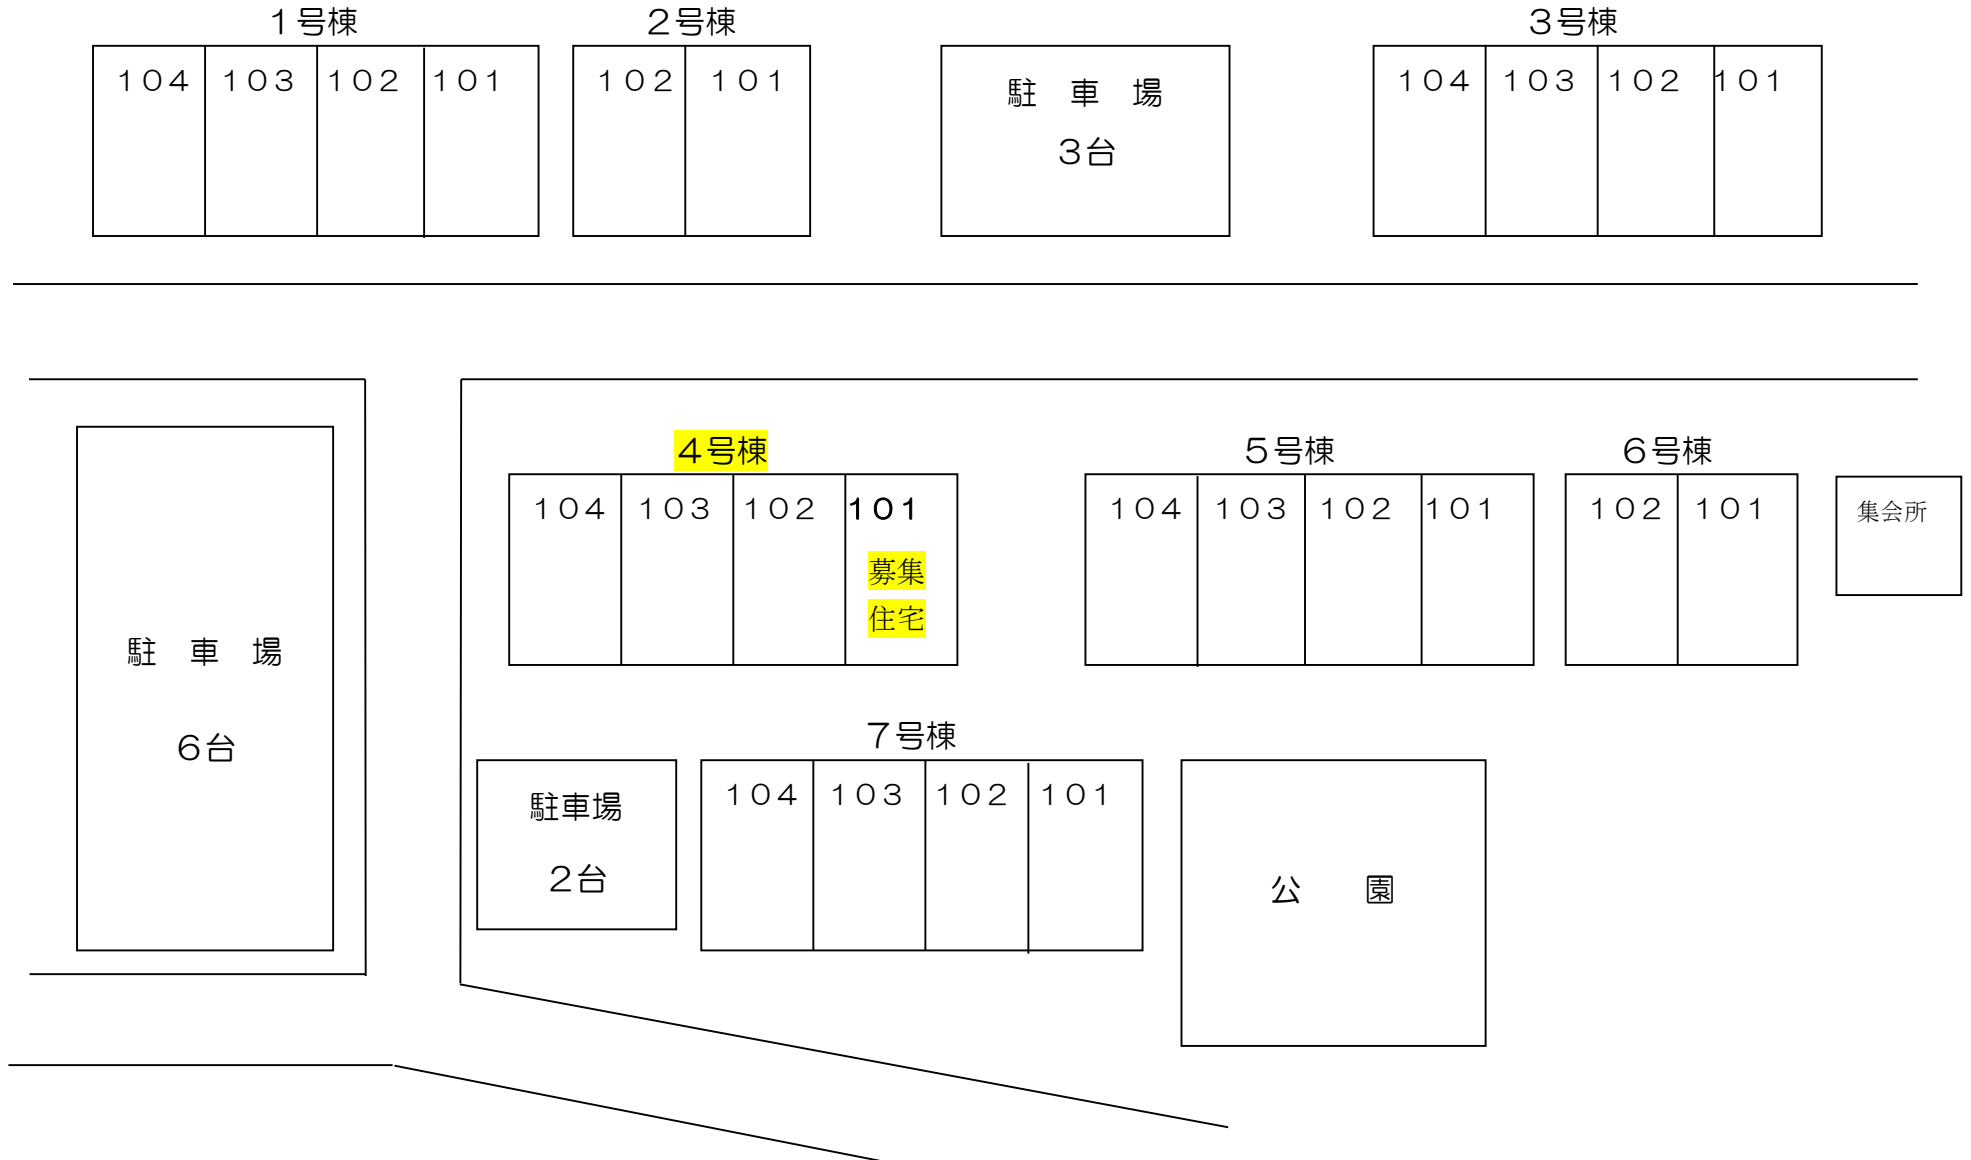 １号棟 ２号棟 ３号棟
１０４ １０３ １０２ １０１ １０２ １０１ 駐　車　場 １０４ １０３ １０２ １０１
３台
４号棟 ５号棟 ６号棟
１０４ １０３ １０２ １０１ １０４ １０３ １０２ １０１ １０２ １０１ 集会所
募集
住宅
駐　車　場
６台
７号棟
駐車場 １０４ １０３ １０２ １０１
２台
公　　園